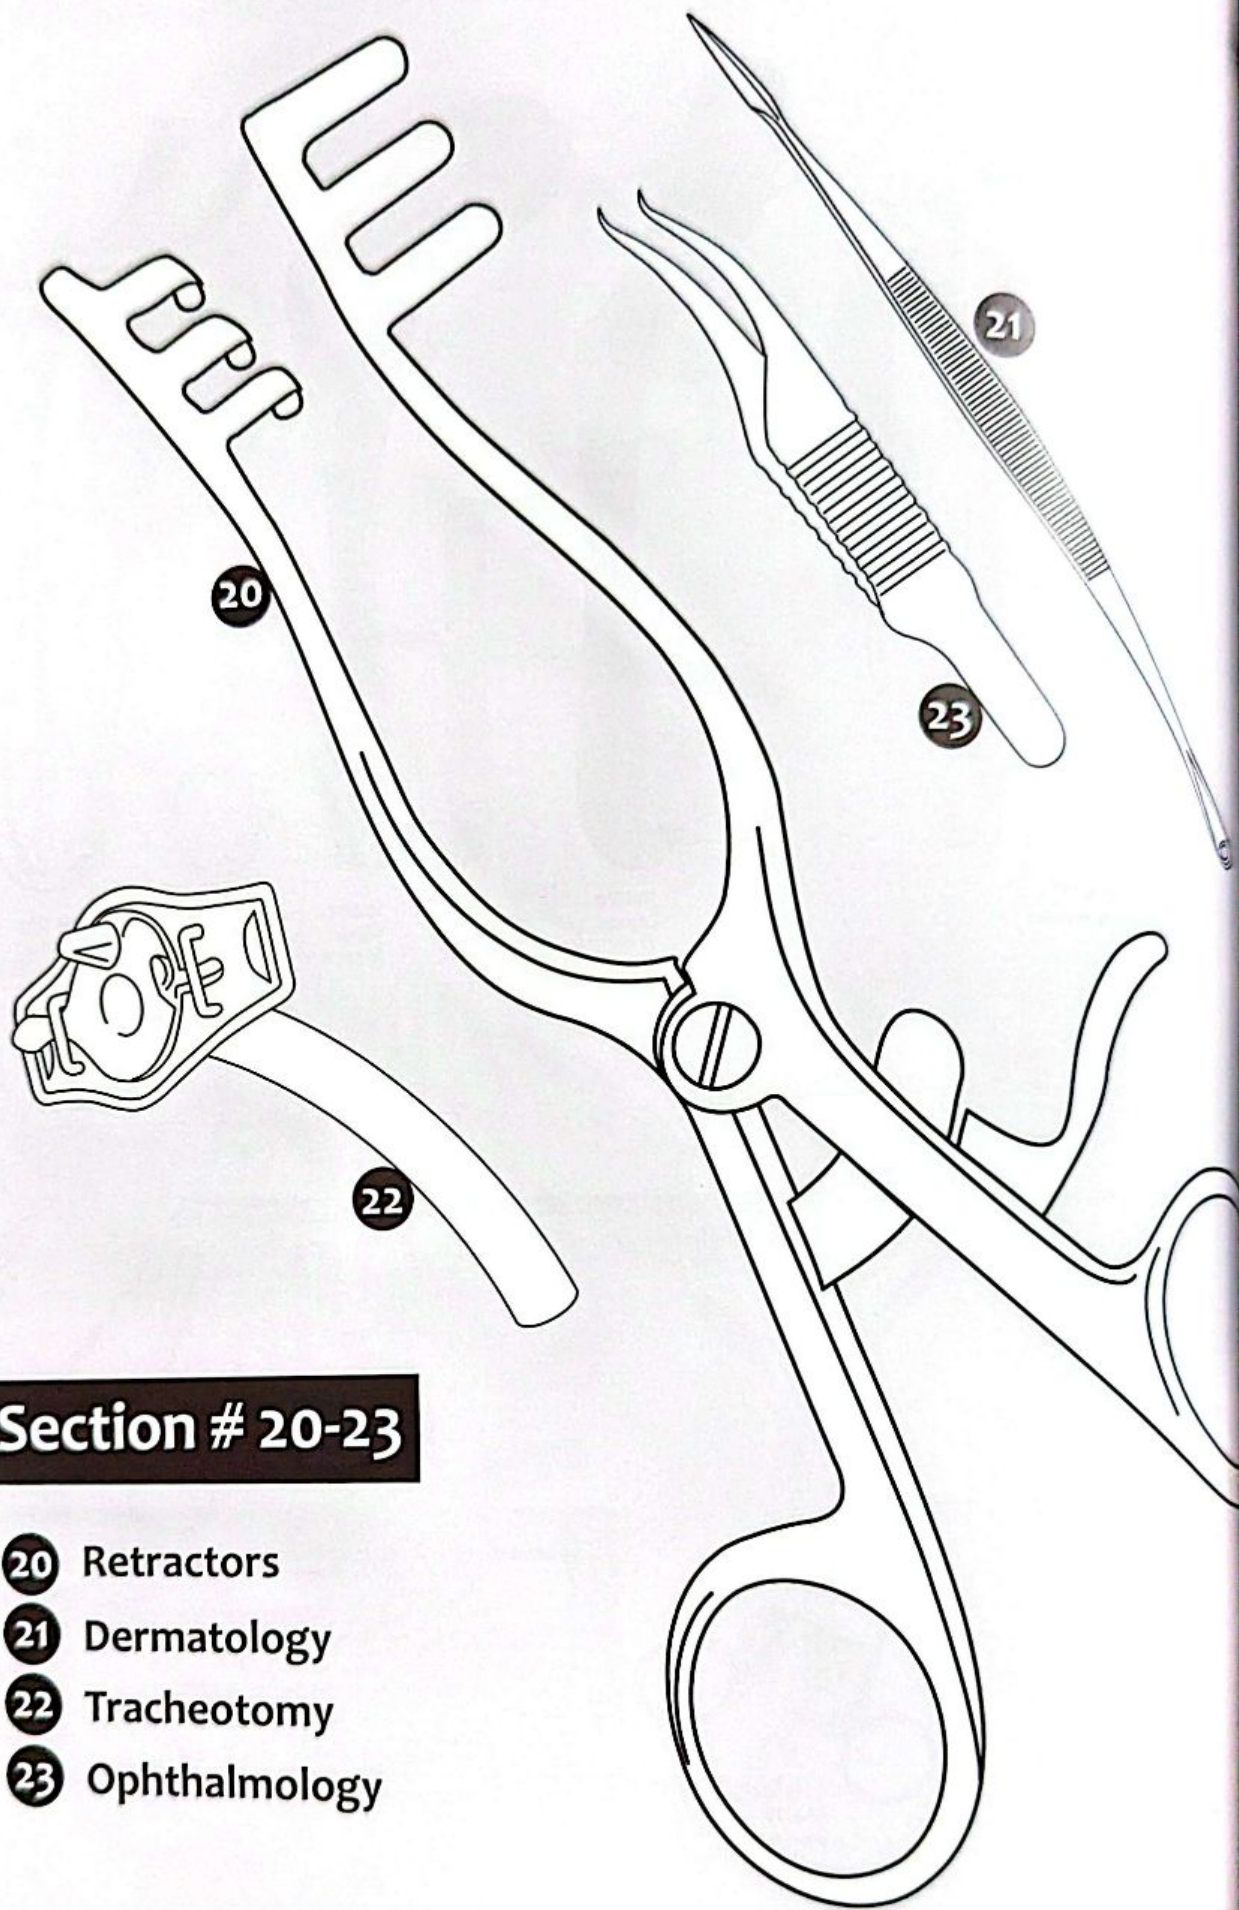 21
20
23
22
Section # 20-23
20 Retractors
21 Dermatology
22 Tracheotomy
23 Ophthalmology